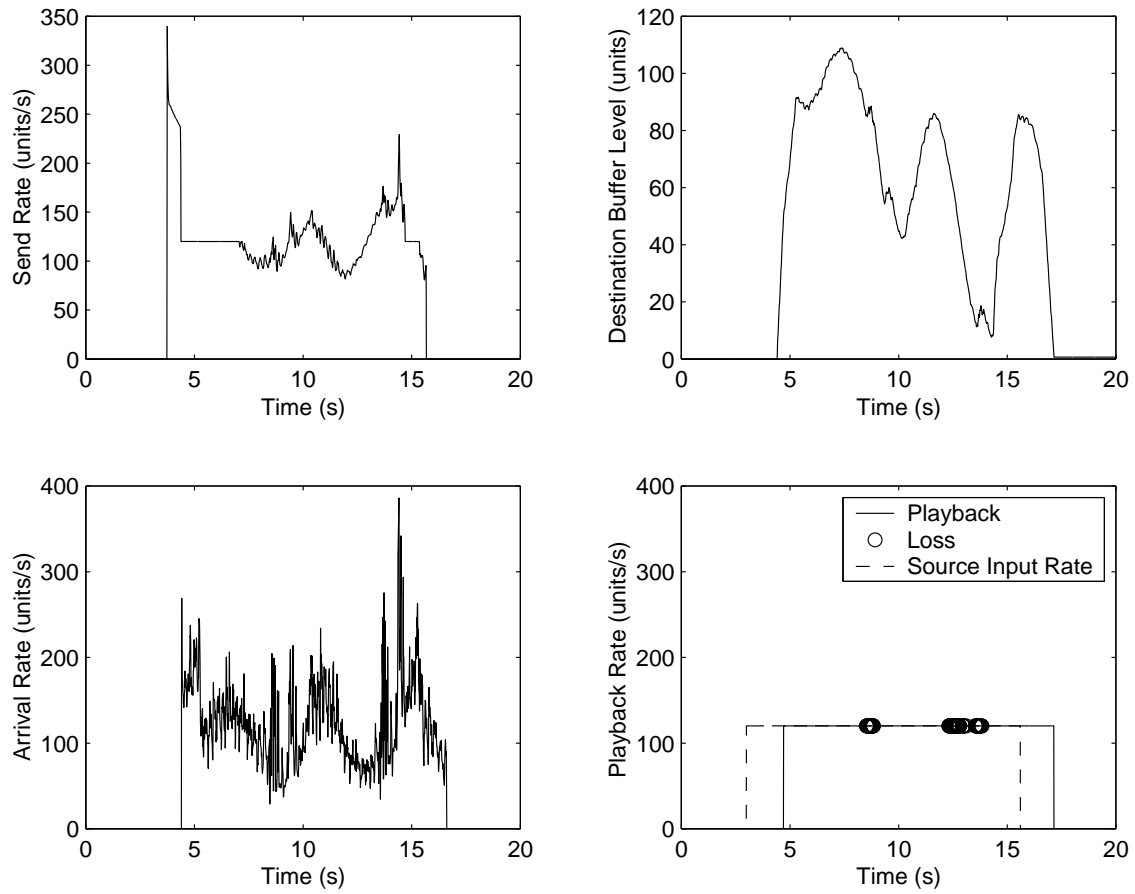 Send Rate (units/s)
350
300
250
200
150
100
50
0
0 5 10 15 20
Time (s)
Destination Buffer Level (units)
120
100
80
60
40
20
0
0 5 10 15 20
Time (s)
Arrival Rate (units/s)
400
300
200
100
0
0 5 10 15 20
Time (s)
Playback Rate (units/s)
400
300
200
100
0
0 5 10 15 20
Time (s)
Playback
Loss
Source Input Rate